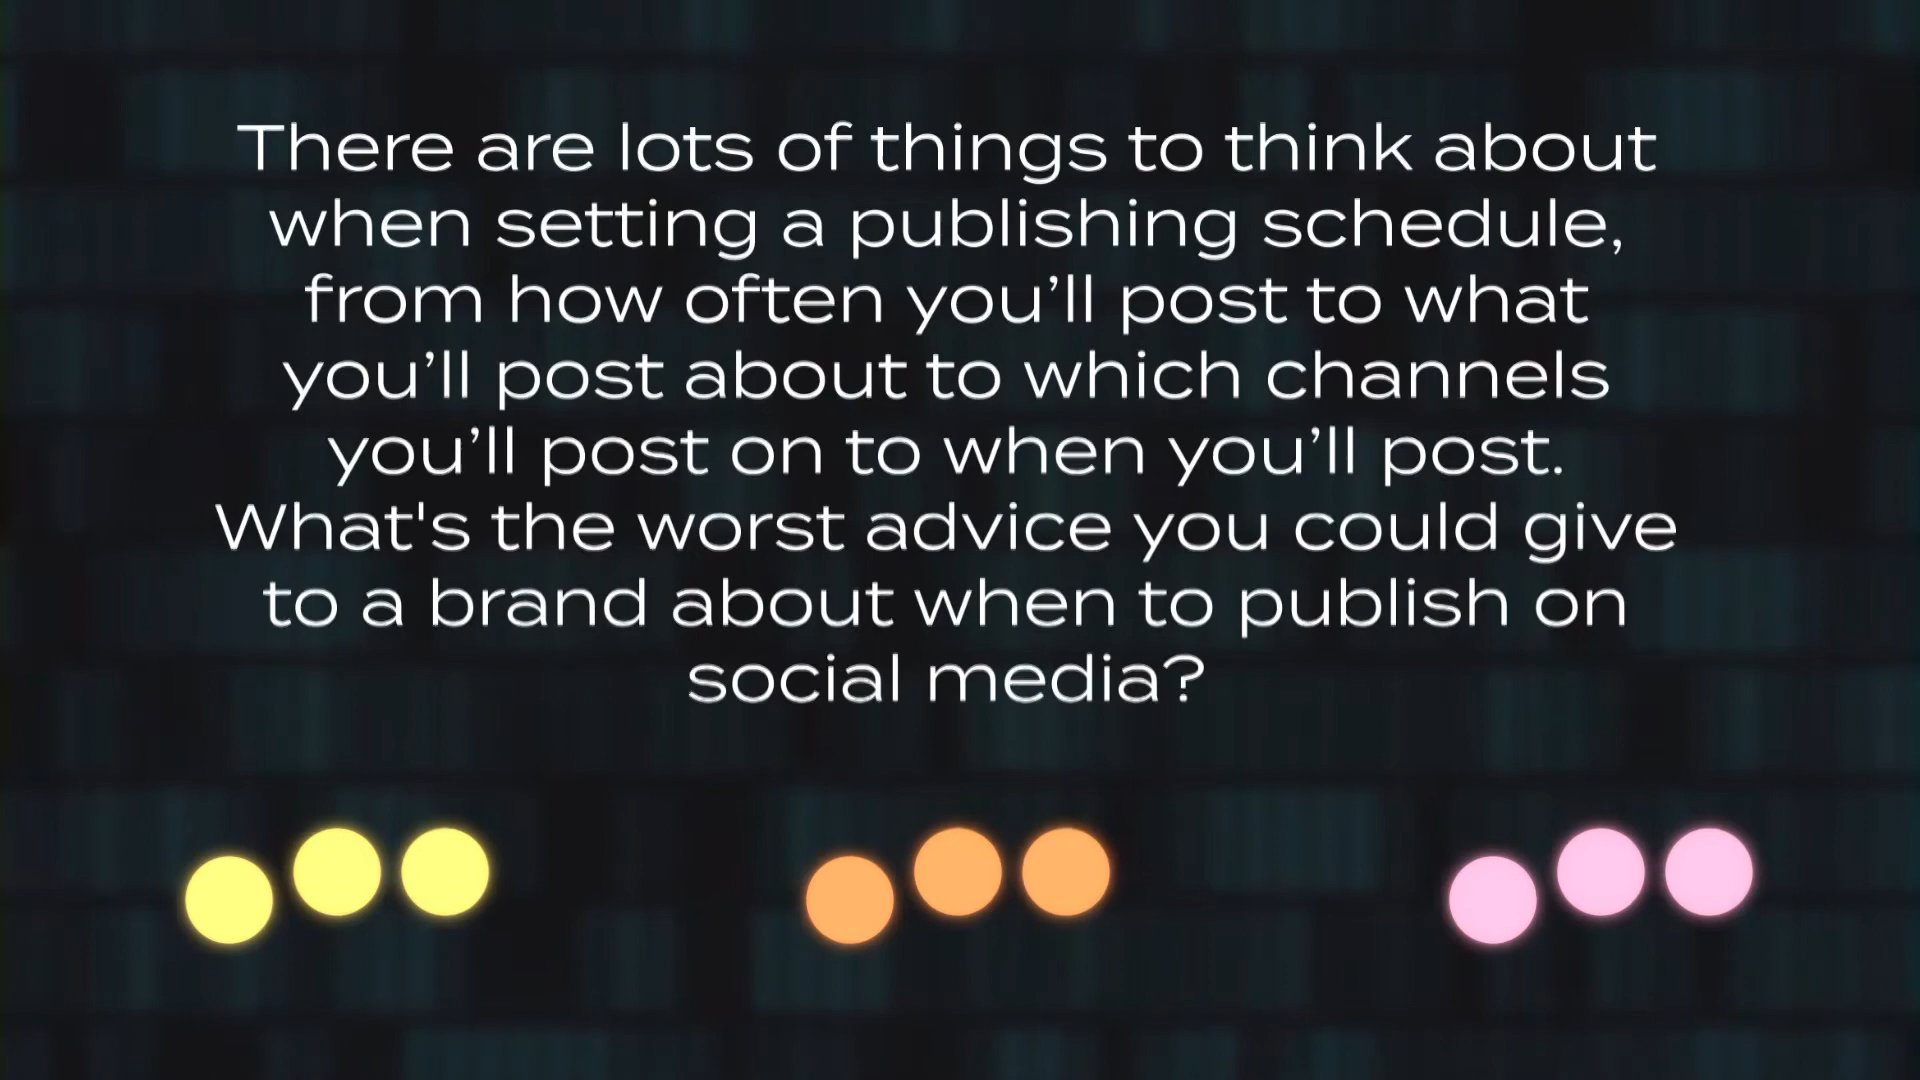 There are lots of things to think about
when setting a publishing schedule,
from how often you’ll post to what
you’ll post about to which channels
you’ll post on to when you’ll post.
What's the worst advice you could give
to a brand about when to publish on
social media?